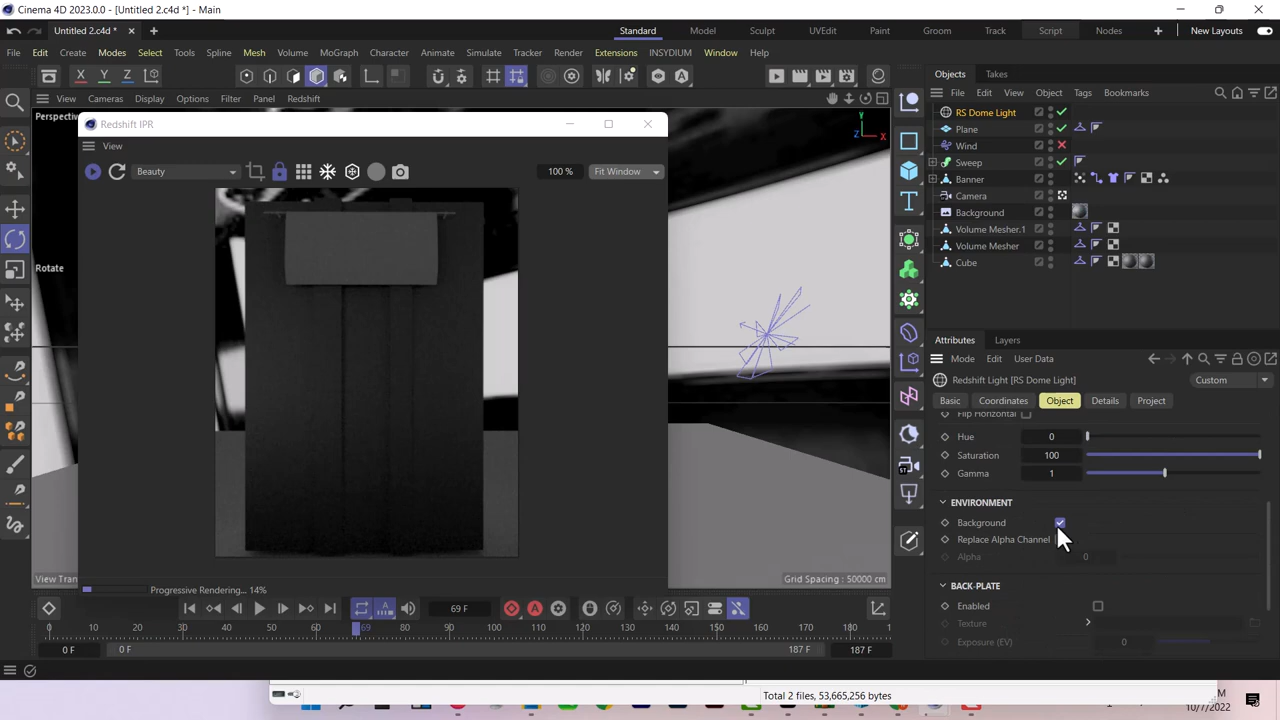 Cinema 4D 2023.0.0 - [Untitled 2.c4d *] - Main
Untitled 2.c4d *
Standard Model Sculpt UVEdit Paint Groom Track Script Nodes New Layouts
File Edit Create Modes Select Tools Spline Mesh Volume MoGraph Character Animate Simulate Tracker Render Extensions INSYDIUM Window Help
X Y Z
Objects Takes
View Cameras Display Options Filter Panel Redshift
File Edit View Object Tags Bookmarks
Perspe
Redshift IPR
View
Beauty
100 %
Fit Window
Rotate
Y
Z X
RS Dome Light
Plane
Wind
Sweep
Banner
Camera
Background
Volume Mesher.1
Volume Mesher
Cube
Attributes Layers
Mode Edit User Data
Redshift Light [RS Dome Light]
Custom
Basic Coordinates Object Details Project
Flip Horizontal
Hue 0
Saturation 100
Gamma 1
ENVIRONMENT
Background
Replace Alpha Channel
Alpha 0
BACK-PLATE
Enabled
Texture
Exposure (EV) 0
View Tran
Grid Spacing : 50000 cm
Progressive Rendering... 14%
69 F
0 10 20 30 40 50 60 69 80 90 100 110 120 130 140 150 160 170 180
0 F 0 F 187 F 187 F
Total 2 files, 53,665,256 bytes
M
10/7/2022